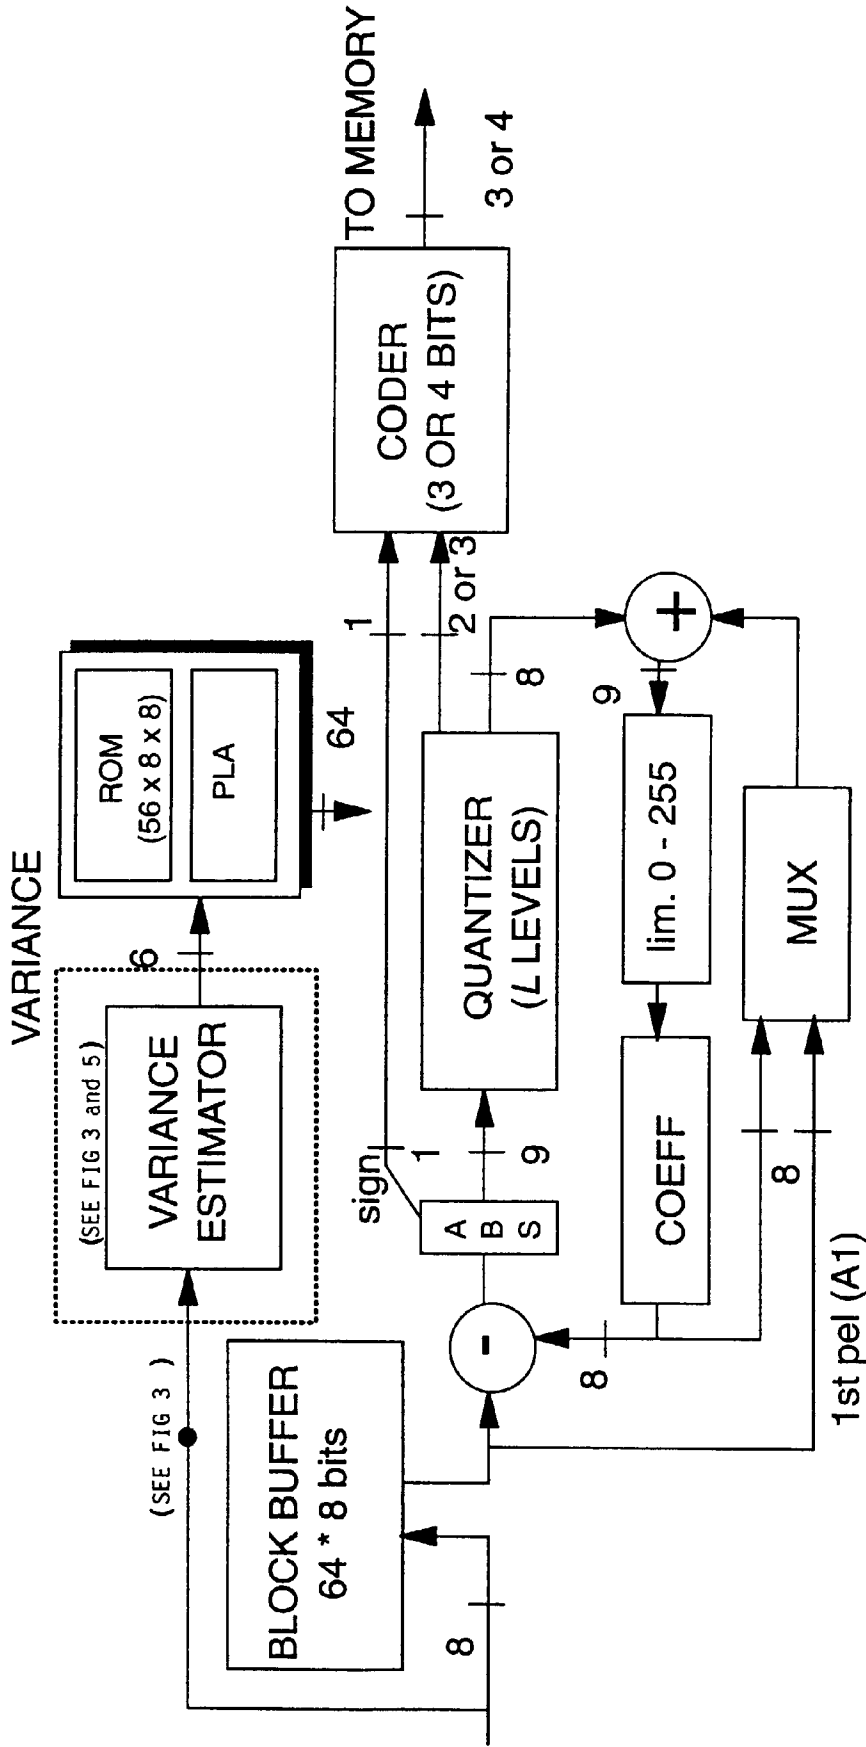 VARIANCE
(SEE FIG 3 )
(SEE FIG 3 and 5)
VARIANCE
ESTIMATOR
6
ROM
(56 x 8 x 8)
PLA
64
BLOCK BUFFER
64 * 8 bits
8
sign
1
1
A
B
S
9
QUANTIZER
(L LEVELS)
2 or 3
8
CODER
(3 OR 4 BITS)
TO MEMORY
3 or 4
-
8
COEFF
lim. 0 - 255
9
+
8
MUX
1st pel (A1)